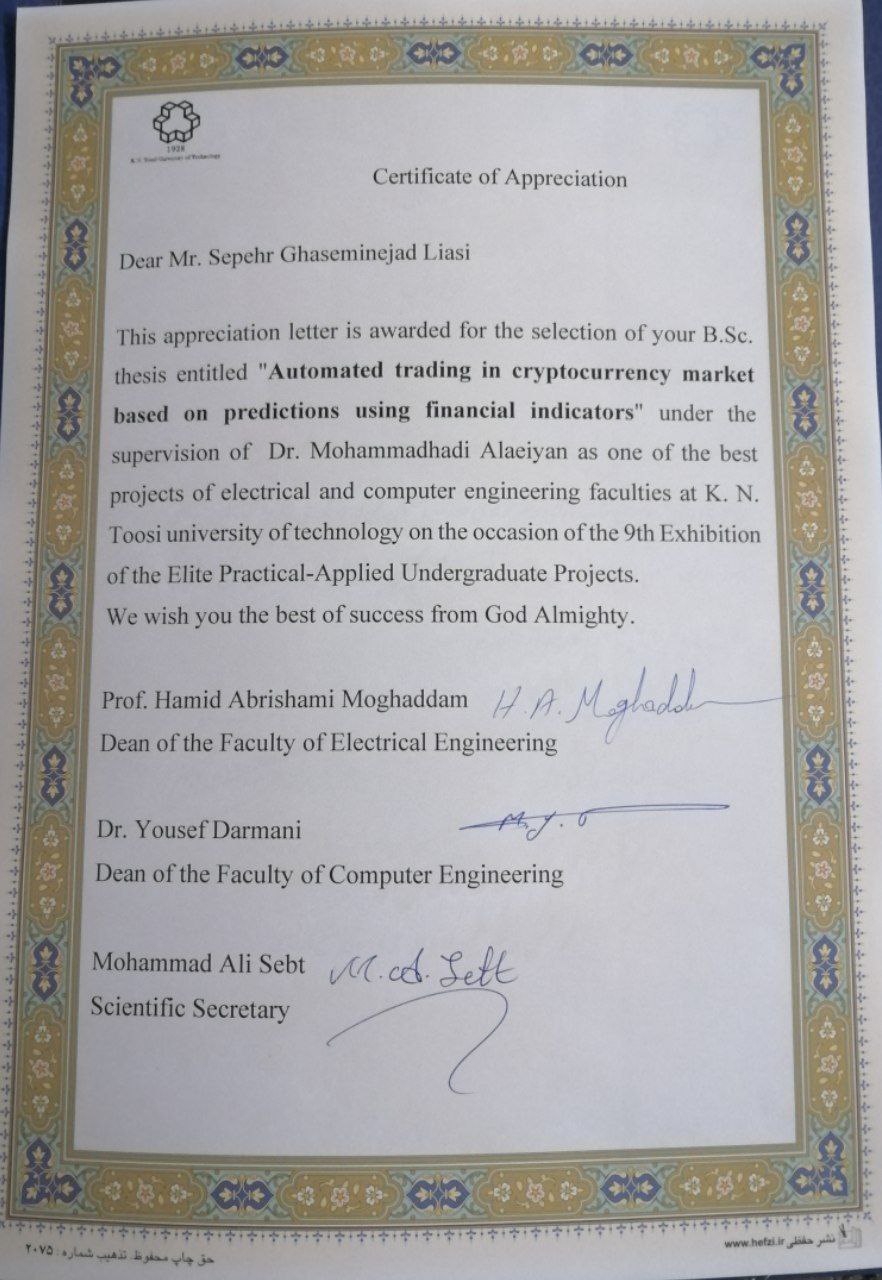 1928
K. N. Toosi University of Technology
Certificate of Appreciation
Dear Mr. Sepehr Ghaseminejad Liasi
This appreciation letter is awarded for the selection of your B.Sc.
thesis entitled "Automated trading in cryptocurrency market
based on predictions using financial indicators" under the
supervision of Dr. Mohammadhadi Alaeiyan as one of the best
projects of electrical and computer engineering faculties at K. N.
Toosi university of technology on the occasion of the 9th Exhibition
of the Elite Practical-Applied Undergraduate Projects.
We wish you the best of success from God Almighty.
Prof. Hamid Abrishami Moghaddam H. A. Moghaddam
Dean of the Faculty of Electrical Engineering
Dr. Yousef Darmani
Dean of the Faculty of Computer Engineering
Mohammad Ali Sebt M. A. Sebt
Scientific Secretary
نشر حفظی www.hefzi.ir
حق چاپ محفوظ. تذهیب شماره: ۲۰۷۵